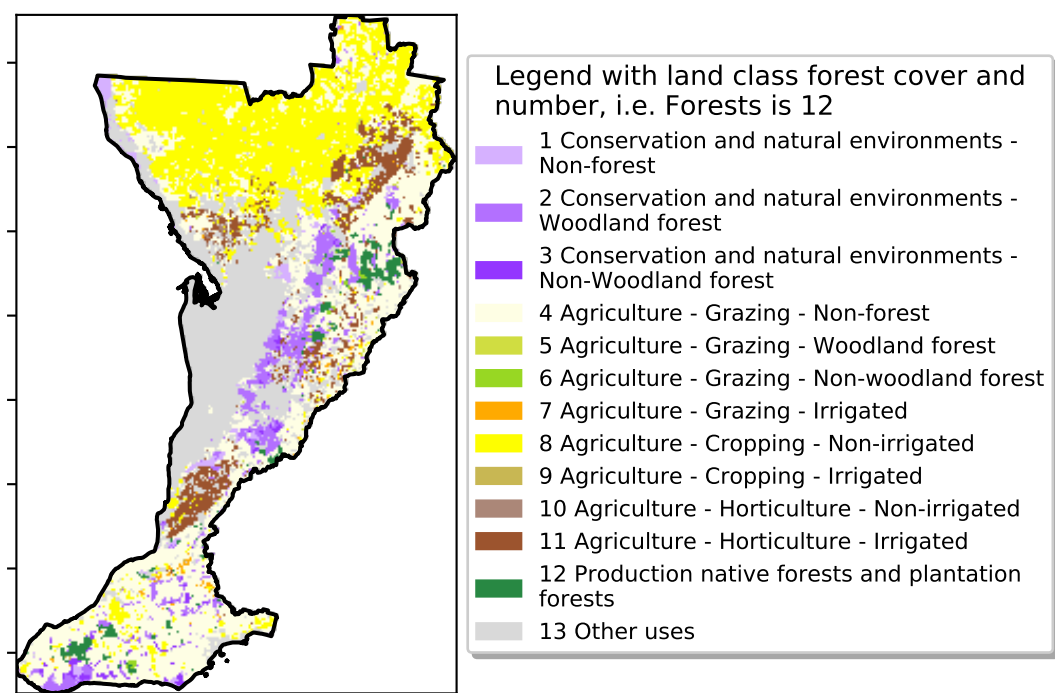 Legend with land class forest cover and
number, i.e. Forests is 12
1 Conservation and natural environments -
Non-forest
2 Conservation and natural environments -
Woodland forest
3 Conservation and natural environments -
Non-Woodland forest
4 Agriculture - Grazing - Non-forest
5 Agriculture - Grazing - Woodland forest
6 Agriculture - Grazing - Non-woodland forest
7 Agriculture - Grazing - Irrigated
8 Agriculture - Cropping - Non-irrigated
9 Agriculture - Cropping - Irrigated
10 Agriculture - Horticulture - Non-irrigated
11 Agriculture - Horticulture - Irrigated
12 Production native forests and plantation
forests
13 Other uses